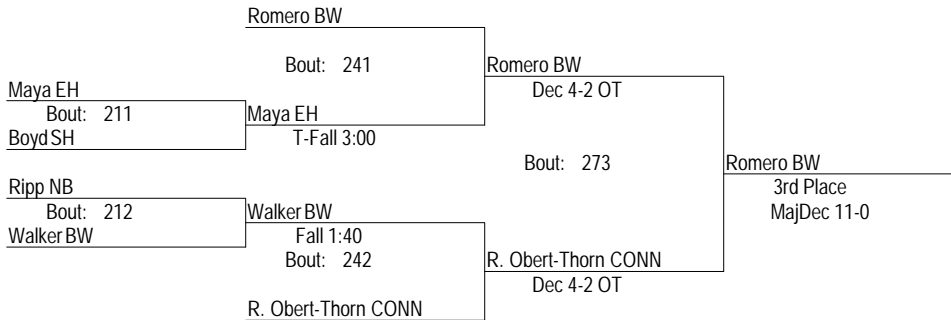 Romero BW
Bout: 241
Romero BW
Dec 4-2 OT
Maya EH
Bout: 211
Maya EH
Boyd SH
T-Fall 3:00
Bout: 273
Romero BW
3rd Place
MajDec 11-0
Ripp NB
Bout: 212
Walker BW
Walker BW
Fall 1:40
Bout: 242
R. Obert-Thorn CONN
Dec 4-2 OT
R. Obert-Thorn CONN